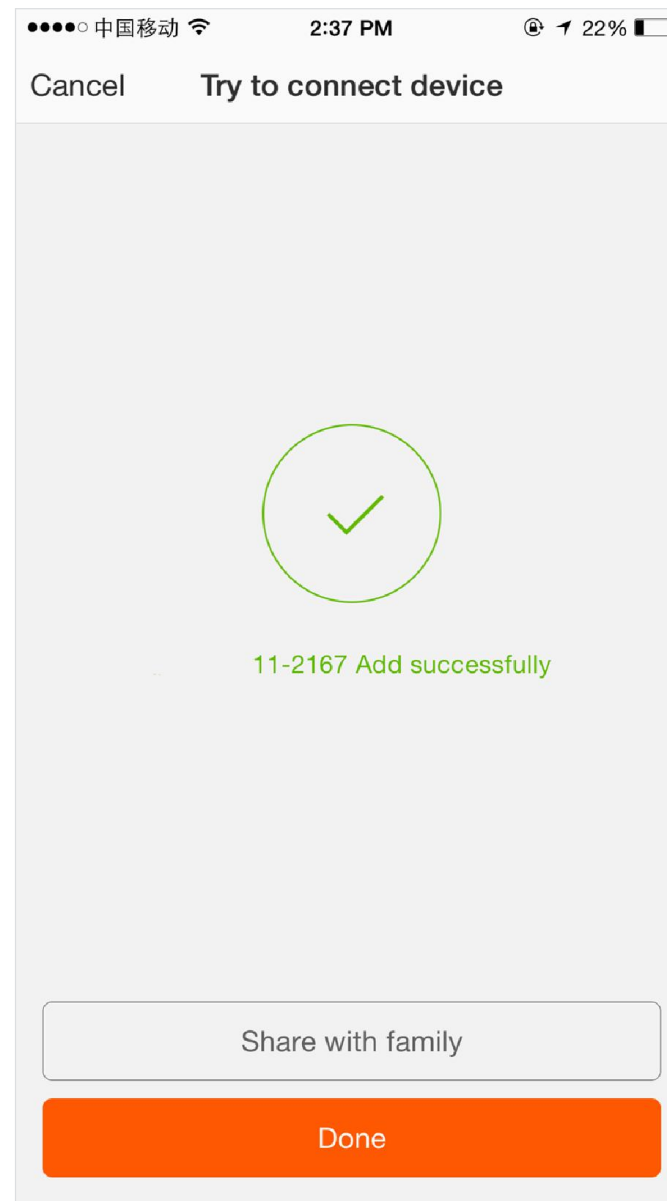 中国移动 2:37 PM 22%
Cancel Try to connect device
11-2167 Add successfully
Share with family
Done